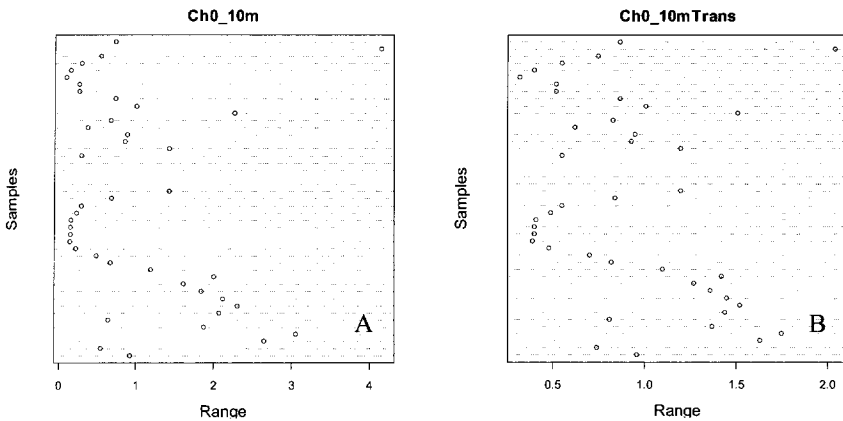 Ch0_10m
Samples
A
0 1 2 3 4
Range
Ch0_10mTrans
Samples
B
0.5 1.0 1.5 2.0
Range